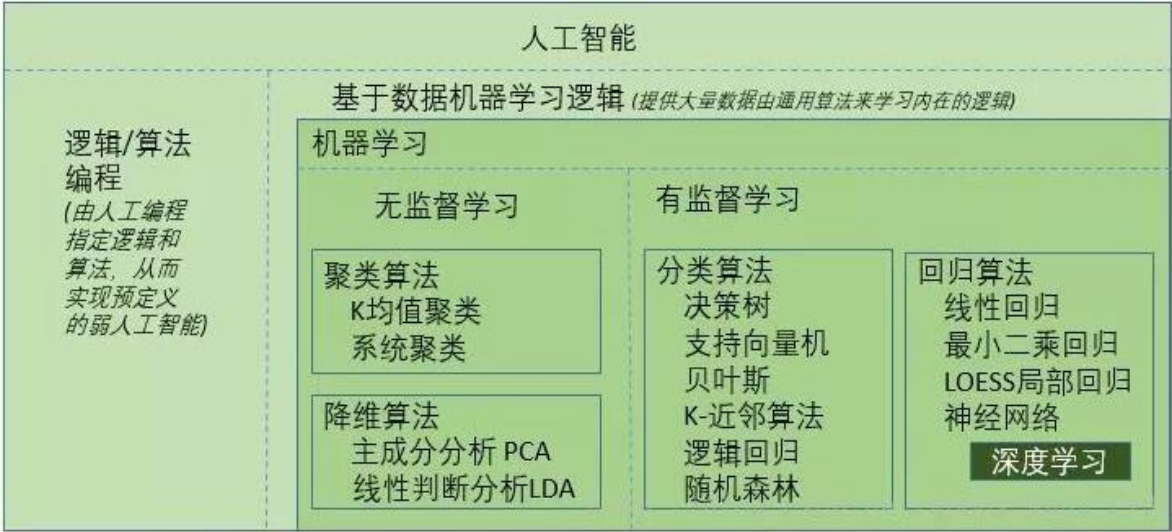 人工智能
逻辑/算法
编程
(由人工编程
指定逻辑和
算法，从而
实现预定义
的弱人工智能)
基于数据机器学习逻辑 (提供大量数据由通用算法来学习内在的逻辑)
机器学习
无监督学习
聚类算法
K均值聚类
系统聚类
降维算法
主成分分析 PCA
线性判断分析LDA
有监督学习
分类算法
决策树
支持向量机
贝叶斯
K-近邻算法
逻辑回归
随机森林
回归算法
线性回归
最小二乘回归
LOESS局部回归
神经网络
深度学习